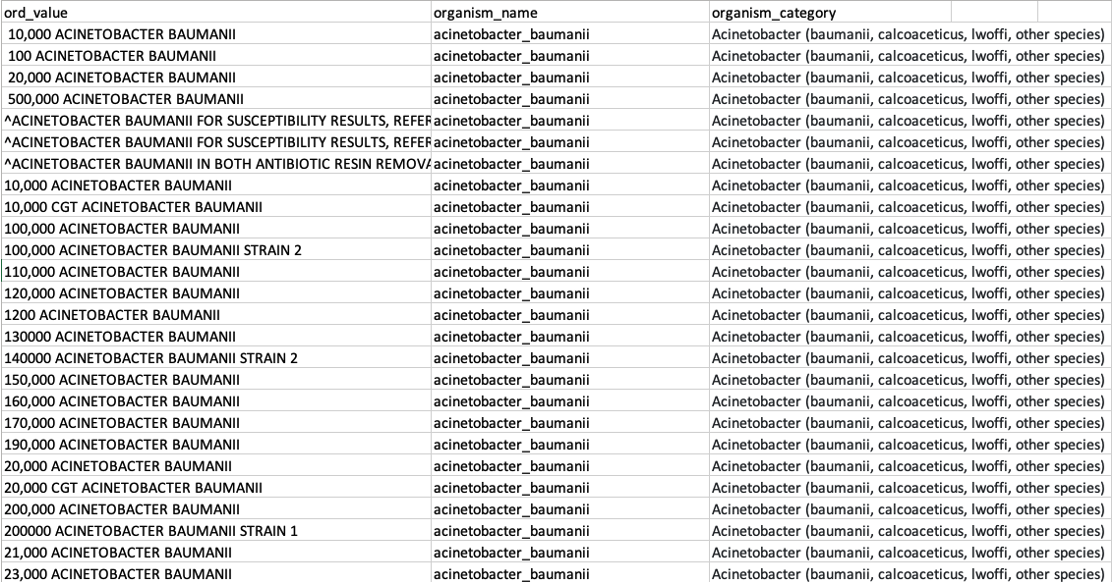 ord_value organism_name organism_category
10,000 ACINETOBACTER BAUMANII acinetobacter_baumanii Acinetobacter (baumanii, calcoaceticus, lwoffi, other species)
100 ACINETOBACTER BAUMANII acinetobacter_baumanii Acinetobacter (baumanii, calcoaceticus, lwoffi, other species)
20,000 ACINETOBACTER BAUMANII acinetobacter_baumanii Acinetobacter (baumanii, calcoaceticus, lwoffi, other species)
500,000 ACINETOBACTER BAUMANII acinetobacter_baumanii Acinetobacter (baumanii, calcoaceticus, lwoffi, other species)
^ACINETOBACTER BAUMANII FOR SUSCEPTIBILITY RESULTS, REFER acinetobacter_baumanii Acinetobacter (baumanii, calcoaceticus, lwoffi, other species)
^ACINETOBACTER BAUMANII FOR SUSCEPTIBILITY RESULTS, REFER acinetobacter_baumanii Acinetobacter (baumanii, calcoaceticus, lwoffi, other species)
^ACINETOBACTER BAUMANII IN BOTH ANTIBIOTIC RESIN REMOVA acinetobacter_baumanii Acinetobacter (baumanii, calcoaceticus, lwoffi, other species)
10,000 ACINETOBACTER BAUMANII acinetobacter_baumanii Acinetobacter (baumanii, calcoaceticus, lwoffi, other species)
10,000 CGT ACINETOBACTER BAUMANII acinetobacter_baumanii Acinetobacter (baumanii, calcoaceticus, lwoffi, other species)
100,000 ACINETOBACTER BAUMANII acinetobacter_baumanii Acinetobacter (baumanii, calcoaceticus, lwoffi, other species)
100,000 ACINETOBACTER BAUMANII STRAIN 2 acinetobacter_baumanii Acinetobacter (baumanii, calcoaceticus, lwoffi, other species)
110,000 ACINETOBACTER BAUMANII acinetobacter_baumanii Acinetobacter (baumanii, calcoaceticus, lwoffi, other species)
120,000 ACINETOBACTER BAUMANII acinetobacter_baumanii Acinetobacter (baumanii, calcoaceticus, lwoffi, other species)
1200 ACINETOBACTER BAUMANII acinetobacter_baumanii Acinetobacter (baumanii, calcoaceticus, lwoffi, other species)
130000 ACINETOBACTER BAUMANII acinetobacter_baumanii Acinetobacter (baumanii, calcoaceticus, lwoffi, other species)
140000 ACINETOBACTER BAUMANII STRAIN 2 acinetobacter_baumanii Acinetobacter (baumanii, calcoaceticus, lwoffi, other species)
150,000 ACINETOBACTER BAUMANII acinetobacter_baumanii Acinetobacter (baumanii, calcoaceticus, lwoffi, other species)
160,000 ACINETOBACTER BAUMANII acinetobacter_baumanii Acinetobacter (baumanii, calcoaceticus, lwoffi, other species)
170,000 ACINETOBACTER BAUMANII acinetobacter_baumanii Acinetobacter (baumanii, calcoaceticus, lwoffi, other species)
190,000 ACINETOBACTER BAUMANII acinetobacter_baumanii Acinetobacter (baumanii, calcoaceticus, lwoffi, other species)
20,000 ACINETOBACTER BAUMANII acinetobacter_baumanii Acinetobacter (baumanii, calcoaceticus, lwoffi, other species)
20,000 CGT ACINETOBACTER BAUMANII acinetobacter_baumanii Acinetobacter (baumanii, calcoaceticus, lwoffi, other species)
200,000 ACINETOBACTER BAUMANII acinetobacter_baumanii Acinetobacter (baumanii, calcoaceticus, lwoffi, other species)
200000 ACINETOBACTER BAUMANII STRAIN 1 acinetobacter_baumanii Acinetobacter (baumanii, calcoaceticus, lwoffi, other species)
21,000 ACINETOBACTER BAUMANII acinetobacter_baumanii Acinetobacter (baumanii, calcoaceticus, lwoffi, other species)
23,000 ACINETOBACTER BAUMANII acinetobacter_baumanii Acinetobacter (baumanii, calcoaceticus, lwoffi, other species)